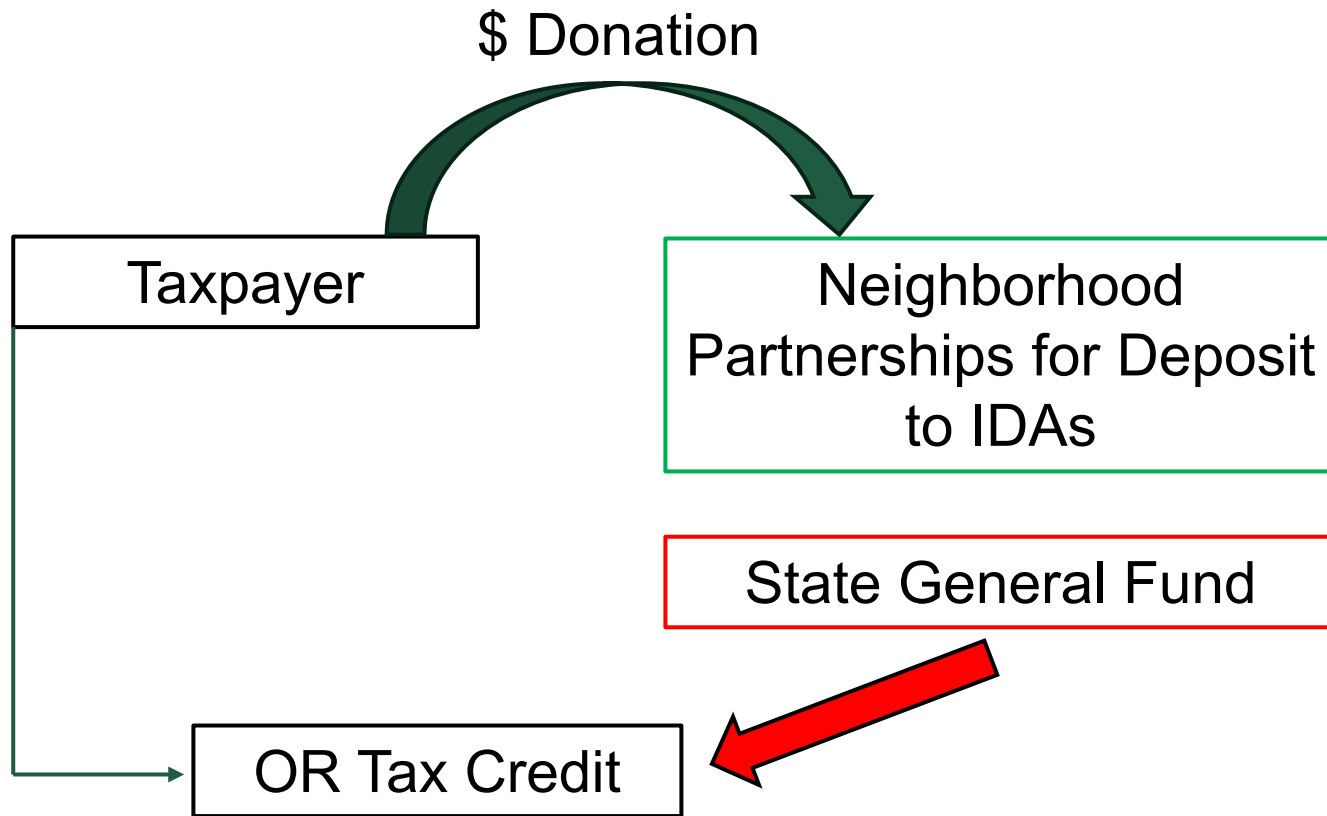 $ Donation
Taxpayer
Neighborhood
Partnerships for Deposit
to IDAs
State General Fund
OR Tax Credit